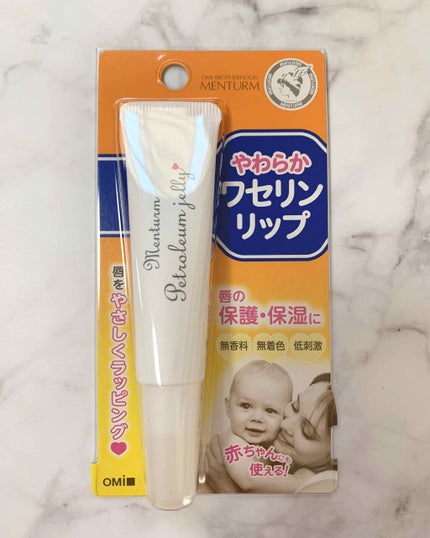 OMI BROTHERHOOD
MENTURM
MENTURM
やわらか
ワセリン
リップ
Menturm
Petroleum jelly
唇をやさしくラッピング
唇の
保護・保湿に
無香料 無着色 低刺激
赤ちゃんにも
使える!
OMI